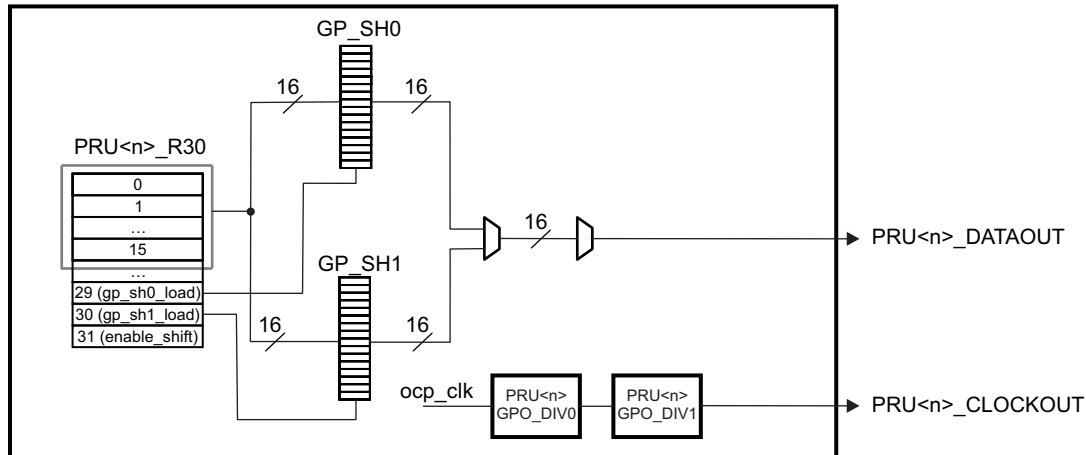 GP_SH0
16
16
PRU<n>_R30
0
1
...
15
...
29 (gp_sh0_load)
30 (gp_sh1_load)
31 (enable_shift)
GP_SH1
16
16
16
PRU<n>_DATAOUT
ocp_clk
PRU<n>
GPO_DIV0
PRU<n>
GPO_DIV1
PRU<n>_CLOCKOUT